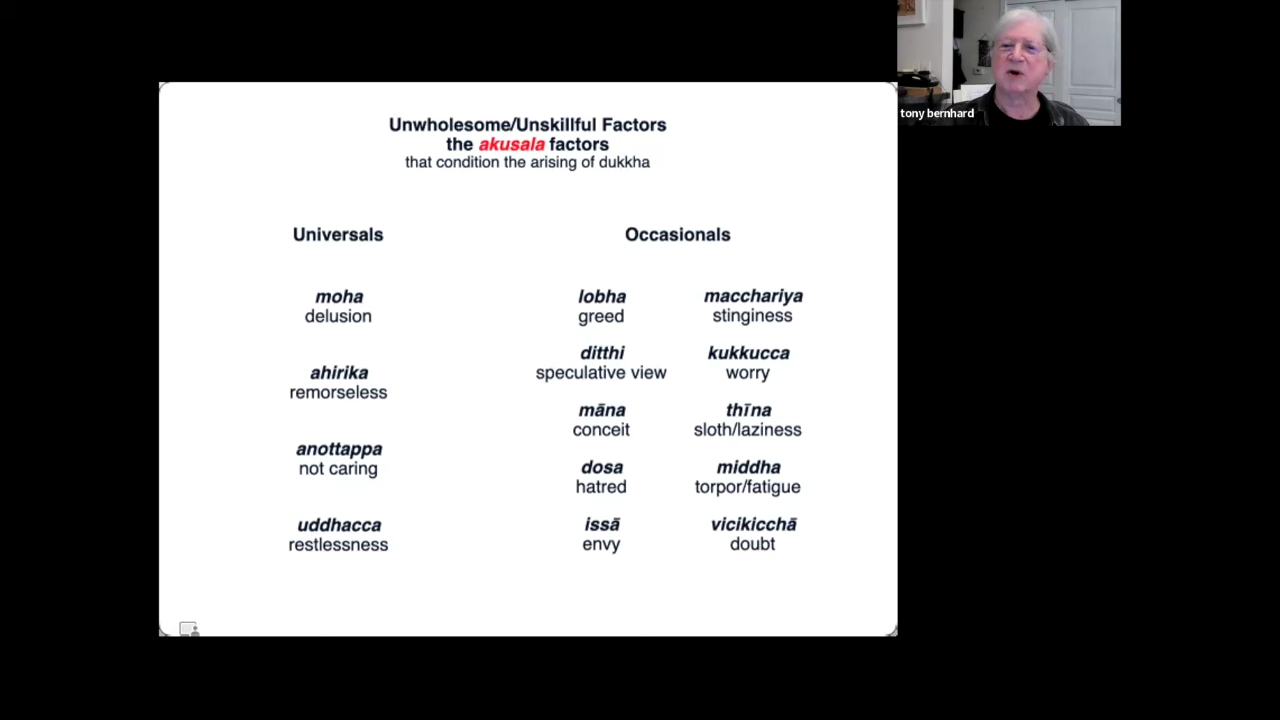 tony bernhard
Unwholesome/Unskillful Factors
the akusala factors
that condition the arising of dukkha
Universals
moha
delusion
ahirika
remorseless
anottappa
not caring
uddhacca
restlessness
Occasionals
lobha
greed
ditthi
speculative view
māna
conceit
dosa
hatred
issā
envy
macchariya
stinginess
kukkucca
worry
thīna
sloth/laziness
middha
torpor/fatigue
vicikicchā
doubt